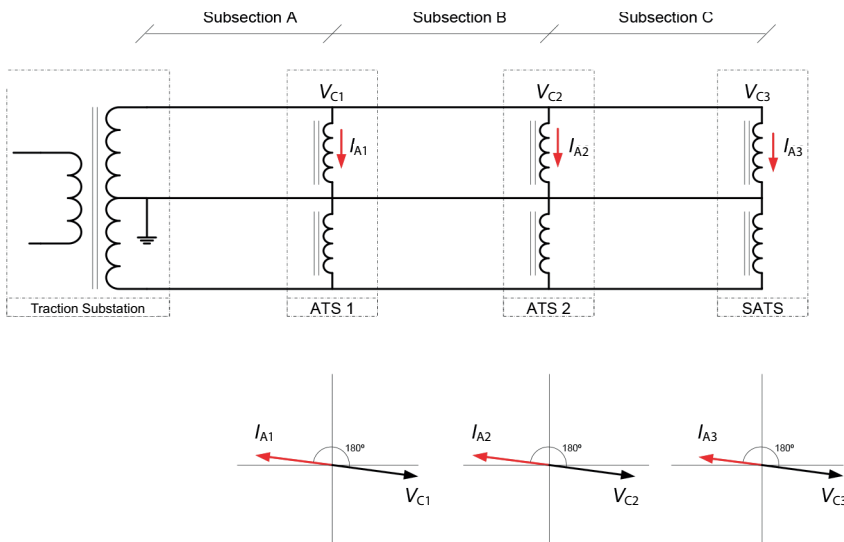 Subsection A
Subsection B
Subsection C
VC1
VC2
VC3
IA1
IA2
IA3
Traction Substation
ATS 1
ATS 2
SATS
IA1
180º
VC1
IA2
180º
VC2
IA3
180º
VC3